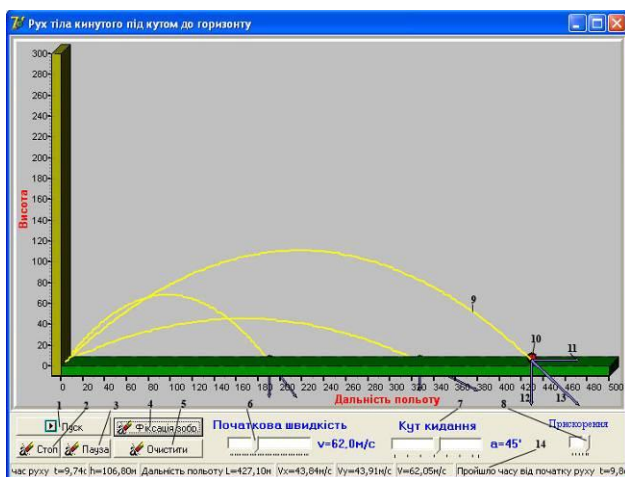 Рух тіла кинутого під кутом до горизонту
300
280
260
240
220
200
180
160
140
120
100
80
60
40
20
0
Висота
9
10
11
12
13
0 20 40 60 80 100 120 140 160 180 200 220 240 260 280 300 320 340 360 380 400 420 440 460 480 500
Дальність польоту
1 2 3 4 5 6 7 8
Пуск
Фіксація зобр.
Початкова швидкість
Кут кидання
Прискорення
Стоп
Пауза
Очистити
v=62,0м/с
a=45°
14
час руху t=9,74с h=106,80м Дальність польоту L=427,10м Vx=43,84м/с Vy=43,91м/с V=62,05м/с Пройшло часу від початку руху t=9,8